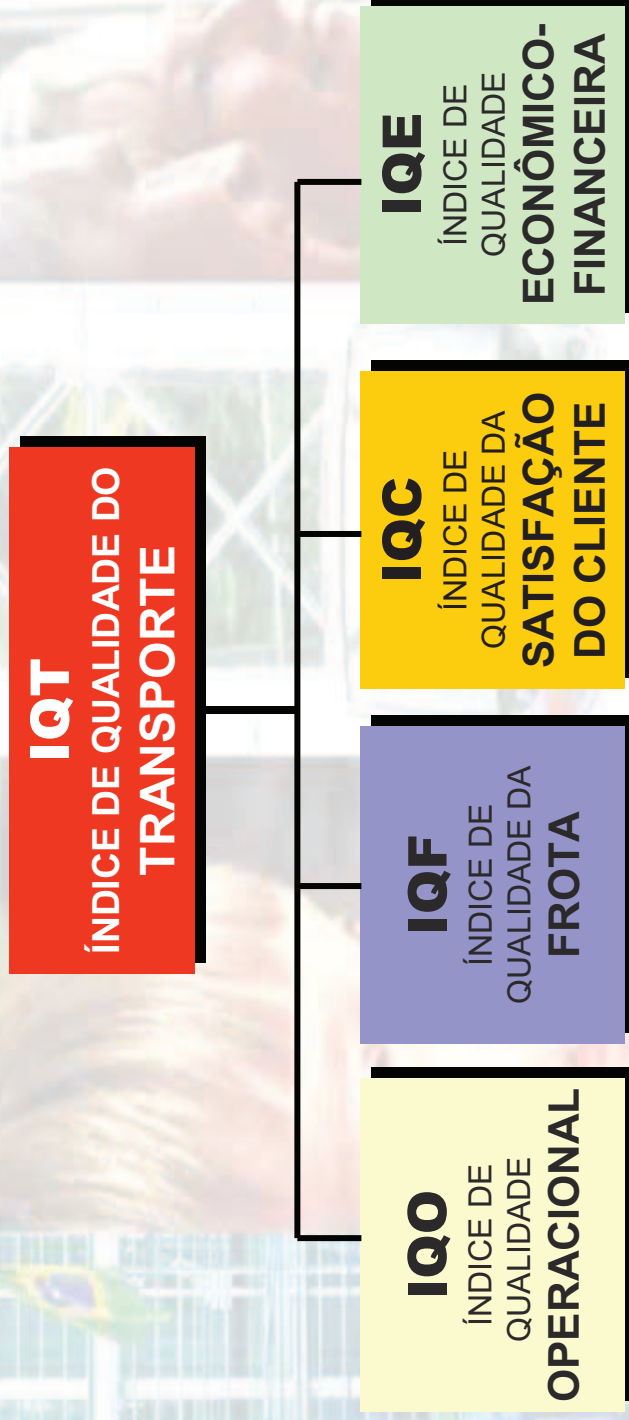 IQT
ÍNDICE DE QUALIDADE DO
TRANSPORTE
IQO
ÍNDICE DE
QUALIDADE
OPERACIONAL
IQF
ÍNDICE DE
QUALIDADE DA
FROTA
IQC
ÍNDICE DE
QUALIDADE DA
SATISFAÇÃO
DO CLIENTE
IQE
ÍNDICE DE
QUALIDADE
ECONÔMICO-
FINANCEIRA